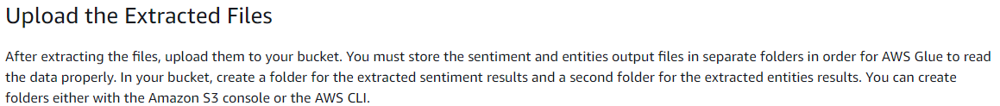 Upload the Extracted Files
After extracting the files, upload them to your bucket. You must store the sentiment and entities output files in separate folders in order for AWS Glue to read
the data properly. In your bucket, create a folder for the extracted sentiment results and a second folder for the extracted entities results. You can create
folders either with the Amazon S3 console or the AWS CLI.